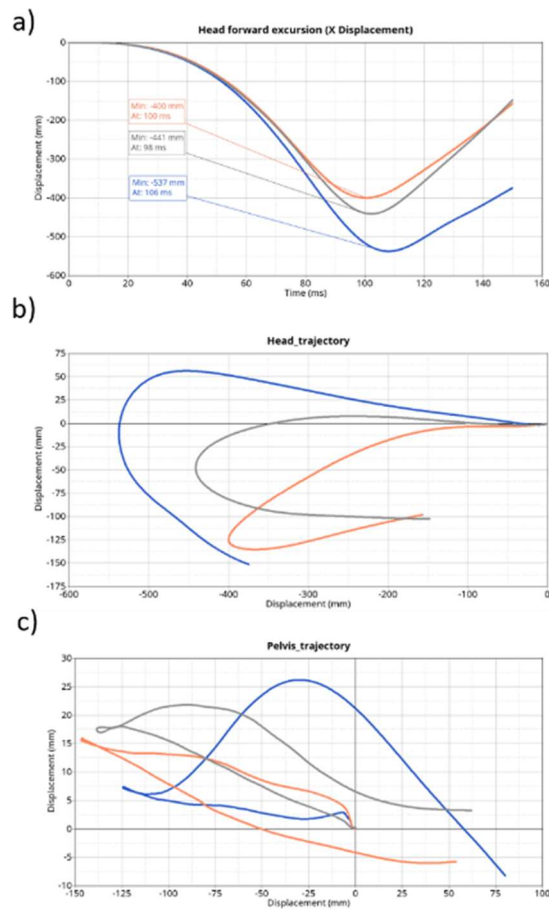 a)
Head forward excursion (X Displacement)
0
-100
-200
-300
-400
-500
-600
Displacement (mm)
Min: -400 mm
At: 100 ms
Min: -441 mm
At: 98 ms
Min: -537 mm
At: 106 ms
0 20 40 60 80 100 120 140 160
Time (ms)
b)
Head_trajectory
75
50
25
0
-25
-50
-75
-100
-125
-150
-175
Displacement (mm)
-600 -500 -400 -300 -200 -100 0
Displacement (mm)
c)
Pelvis_trajectory
30
25
20
15
10
5
0
-5
-10
Displacement (mm)
-150 -125 -100 -75 -50 -25 0 25 50 75 100
Displacement (mm)